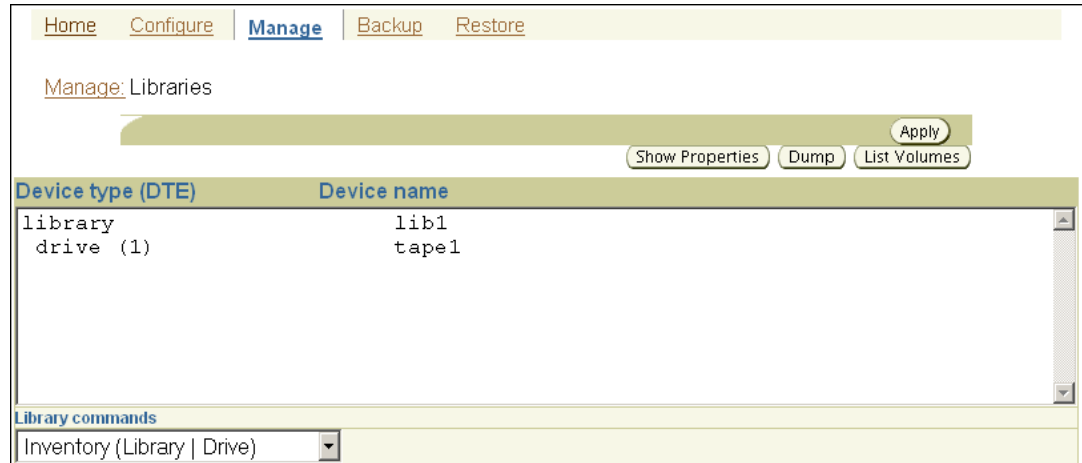 Home Configure Manage Backup Restore
Manage: Libraries
Apply
Show Properties Dump List Volumes
Device type (DTE) Device name
library lib1
drive (1) tape1
Library commands
Inventory (Library | Drive)